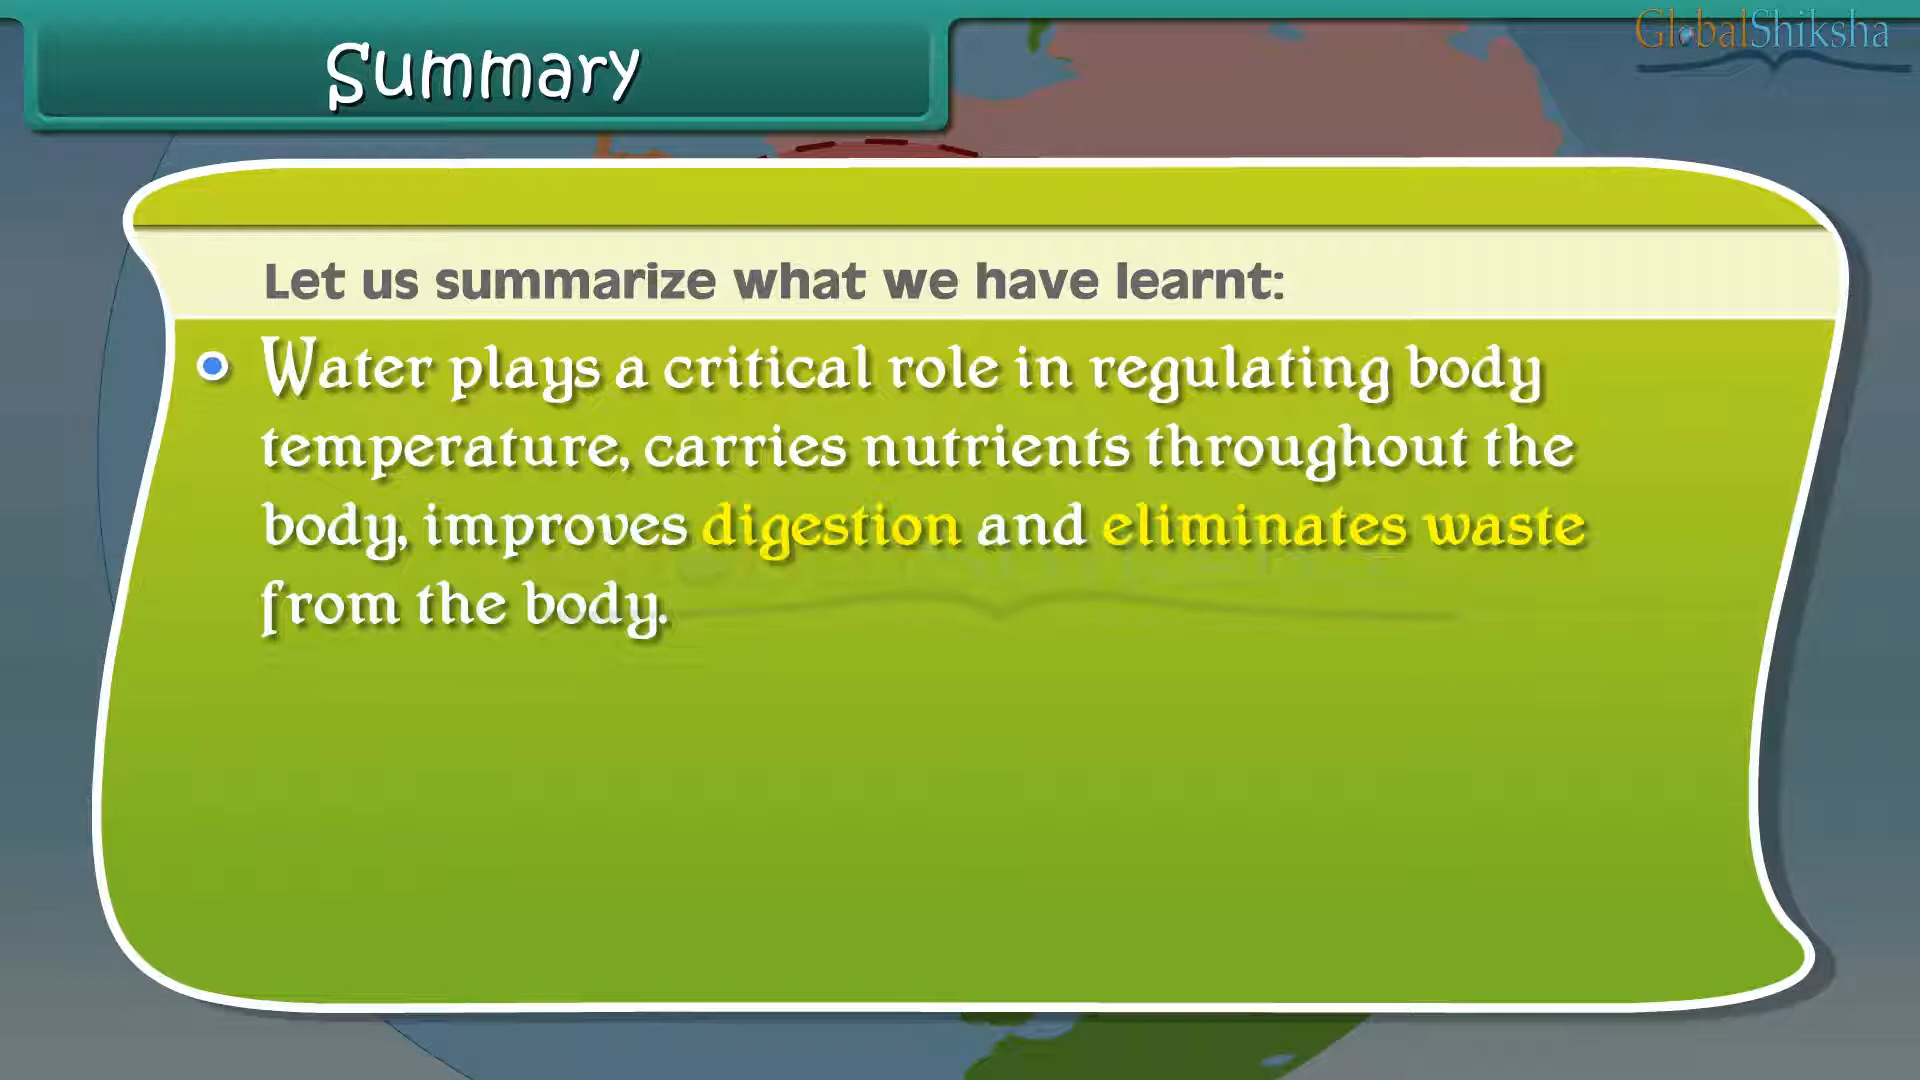 Summary
GlobalShiksha
Let us summarize what we have learnt:
Water plays a critical role in regulating body
temperature, carries nutrients throughout the
body, improves digestion and eliminates waste
from the body.